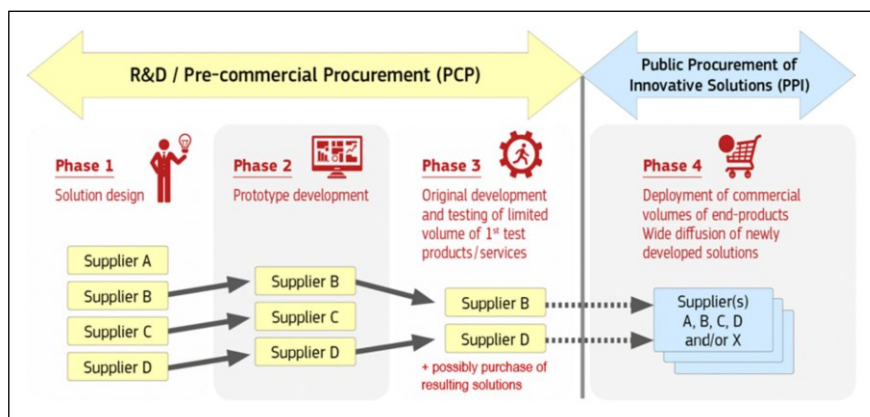 R&D / Pre-commercial Procurement (PCP)
Public Procurement of
Innovative Solutions (PPI)
Phase 1
Solution design
Phase 2
Prototype development
Phase 3
Original development
and testing of limited
volume of 1st test
products/services
Phase 4
Deployment of commercial
volumes of end-products
Wide diffusion of newly
developed solutions
Supplier A
Supplier B
Supplier C
Supplier D
Supplier B
Supplier C
Supplier D
Supplier B
Supplier D
+ possibly purchase of
resulting solutions
Supplier(s)
A, B, C, D
and/or X